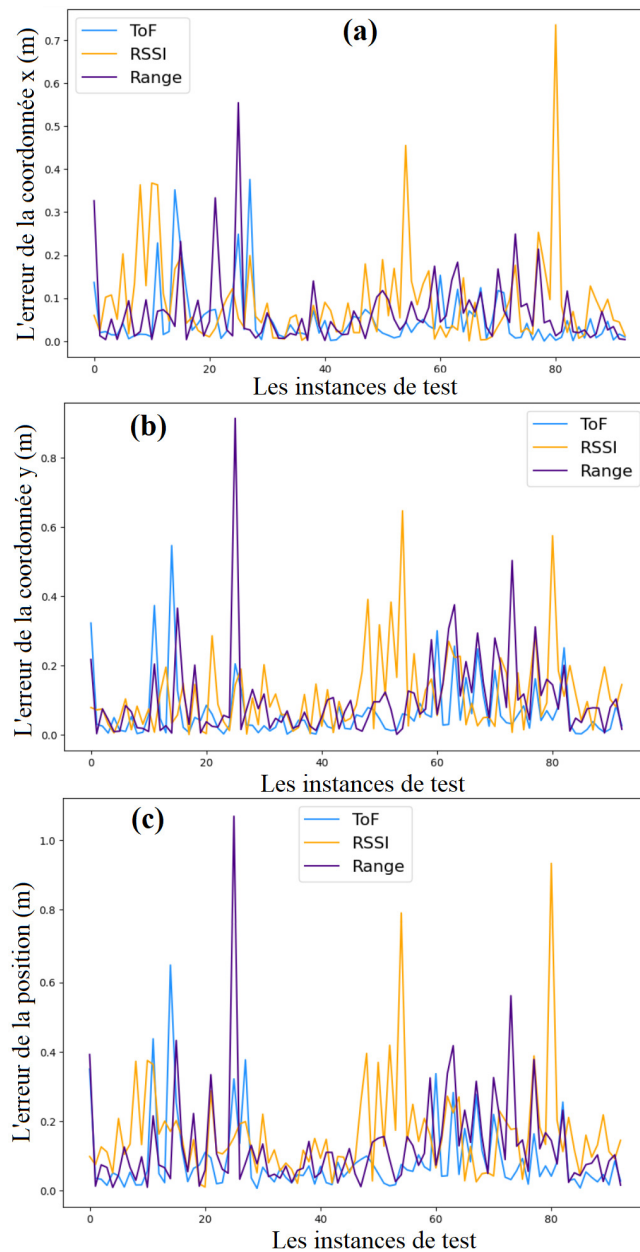 (a)
ToF
RSSI
Range
L'erreur de la coordonnée x (m)
0.7
0.6
0.5
0.4
0.3
0.2
0.1
0.0
0 20 40 60 80
Les instances de test
(b)
ToF
RSSI
Range
L'erreur de la coordonnée y (m)
0.8
0.6
0.4
0.2
0.0
0 20 40 60 80
Les instances de test
(c)
ToF
RSSI
Range
L'erreur de la position (m)
1.0
0.8
0.6
0.4
0.2
0.0
0 20 40 60 80
Les instances de test